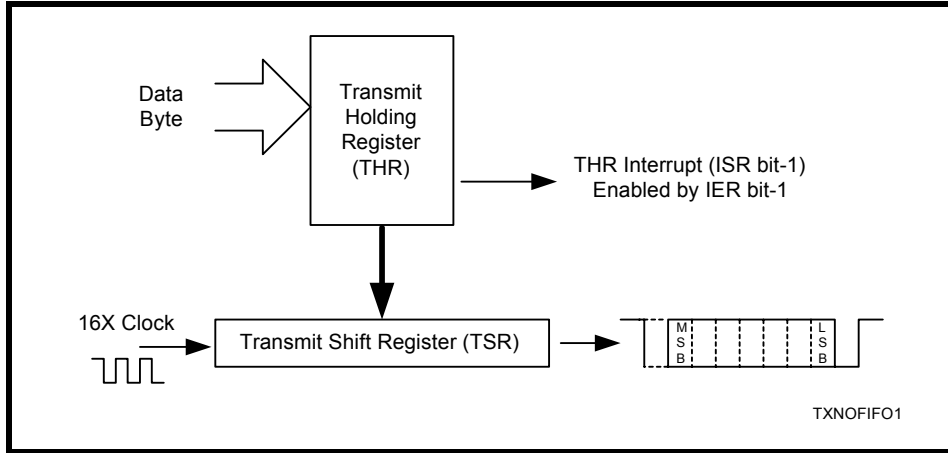 Data
Byte
Transmit
Holding
Register
(THR)
THR Interrupt (ISR bit-1)
Enabled by IER bit-1
16X Clock
Transmit Shift Register (TSR)
M
S
B
L
S
B
TXNOFIFO1